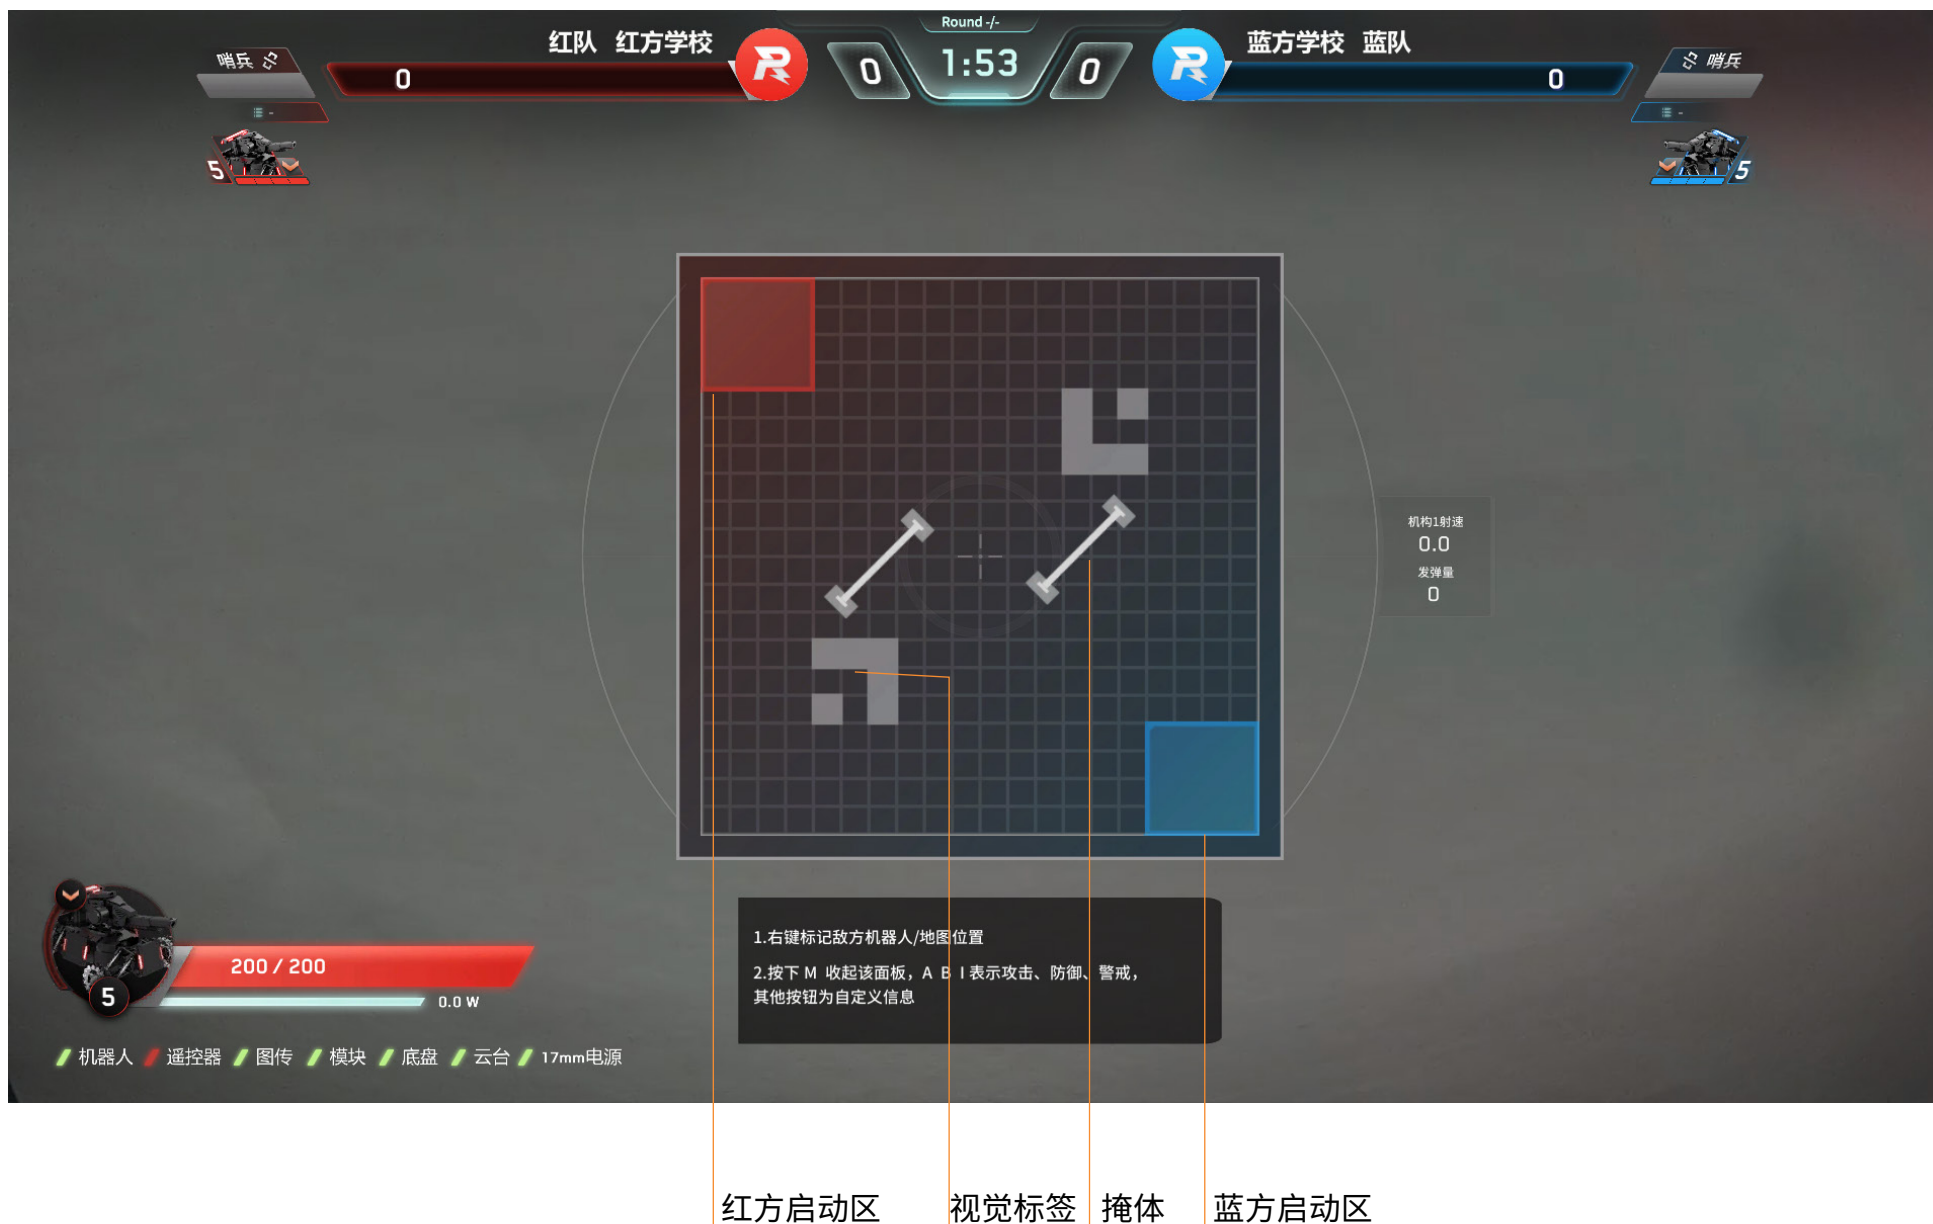 Round -/-
红队 红方学校
0
1:53
0
蓝方学校 蓝队
哨兵
0
0
哨兵
-
-
5
5
机构1射速
0.0
发弹量
0
1.右键标记敌方机器人/地图位置
2.按下 M 收起该面板，A B I 表示攻击、防御、警戒，
其他按钮为自定义信息
200 / 200
5
0.0 W
机器人 遥控器 图传 模块 底盘 云台 17mm电源
红方启动区 视觉标签 掩体 蓝方启动区